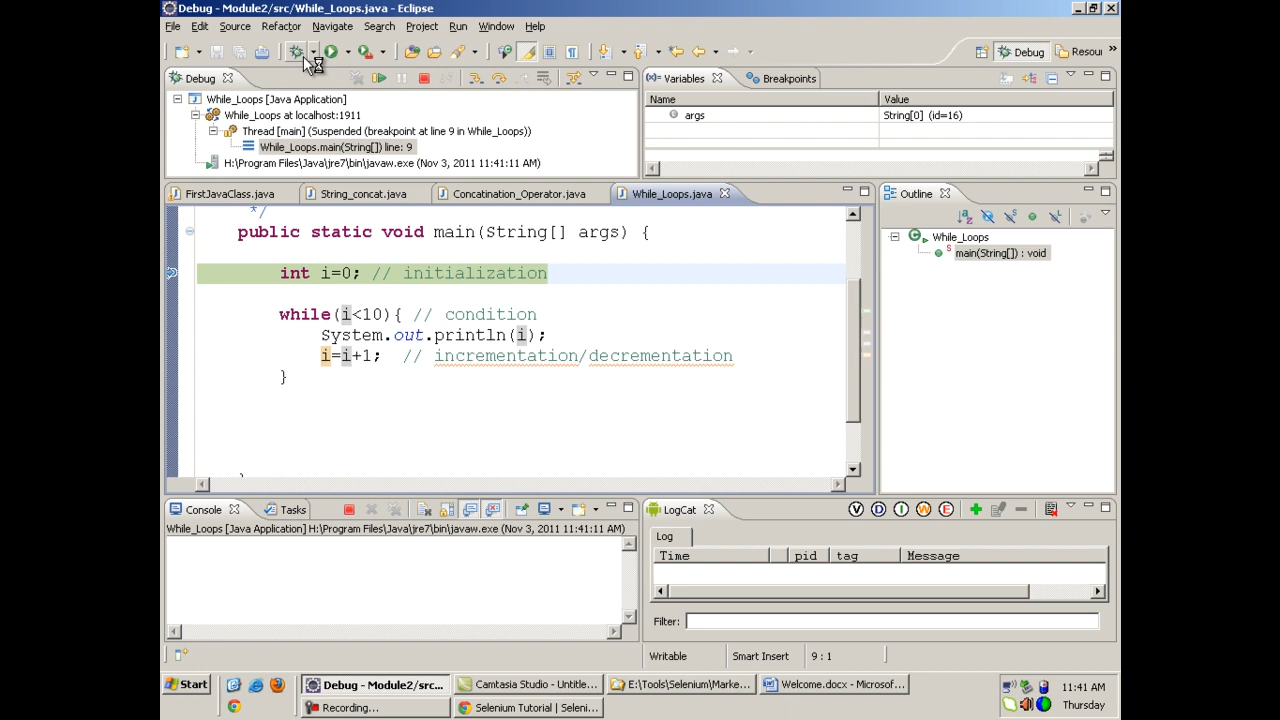 Debug - Module2/src/While_Loops.java - Eclipse
File Edit Source Refactor Navigate Search Project Run Window Help
Debug Resou
Debug
While_Loops [Java Application]
While_Loops at localhost:1911
Thread [main] (Suspended (breakpoint at line 9 in While_Loops))
While_Loops.main(String[]) line: 9
H:\Program Files\Java\jre7\bin\javaw.exe (Nov 3, 2011 11:41:11 AM)
Variables Breakpoints
Name Value
args String[0] (id=16)
FirstJavaClass.java String_concat.java Concatination_Operator.java While_Loops.java
*/
public static void main(String[] args) {
int i=0; // initialization
while(i<10){ // condition
System.out.println(i);
i=i+1; // incrementation/decrementation
}
Outline
While_Loops
main(String[]) : void
Console Tasks
While_Loops [Java Application] H:\Program Files\Java\jre7\bin\javaw.exe (Nov 3, 2011 11:41:11 AM)
LogCat
V D I W E
Log
Time pid tag Message
Filter:
Writable Smart Insert 9 : 1
Start Debug - Module2/src... Camtasia Studio - Untitle... E:\Tools\Selenium\Marke... Welcome.docx - Microsof... 11:41 AM
Recording... Selenium Tutorial | Seleni... Thursday